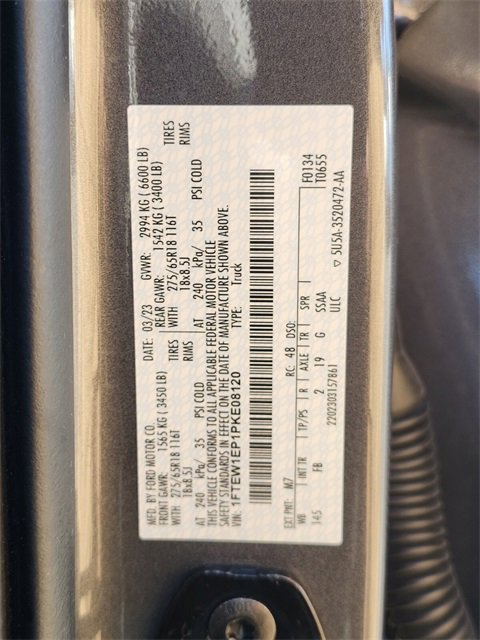 MFD. BY FORD MOTOR CO. DATE: 03/23 GVWR: 2994 KG ( 6600 LB)
FRONT GAWR: 1565 KG ( 3450 LB) REAR GAWR: 1542 KG ( 3400 LB)
WITH 275/65R18 116T TIRES WITH 275/65R18 116T TIRES
18x8.5J RIMS 18x8.5J RIMS
AT 240 kPa/ 35 PSI COLD AT 240 kPa/ 35 PSI COLD
THIS VEHICLE CONFORMS TO ALL APPLICABLE FEDERAL MOTOR VEHICLE
SAFETY STANDARDS IN EFFECT ON THE DATE OF MANUFACTURE SHOWN ABOVE.
VIN: 1FTEW1EP1PKE08120 TYPE: Truck
F0134
T0655
EXT PNT: M7 RC: 48 DSO:
WB INT TR TP/PS R AXLE TR SPR
145 FB 2 19 G SSAA
2202303157861 ULC
5U5A-3520472-AA